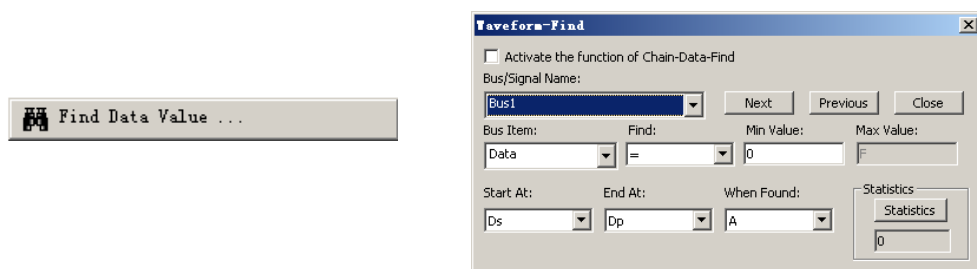 Find Data Value ...
Waveform-Find
Activate the function of Chain-Data-Find
Bus/Signal Name:
Bus1
Next Previous Close
Bus Item: Find: Min Value: Max Value:
Data = 0 F
Start At: End At: When Found: Statistics
Ds Dp A Statistics
0